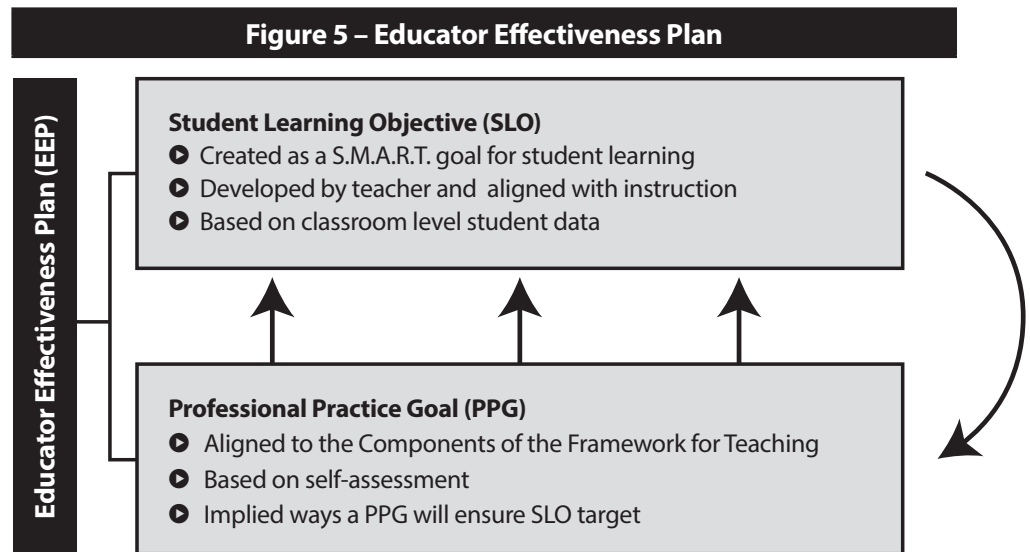 Figure 5 – Educator Effectiveness Plan
Educator Effectiveness Plan (EEP)
Student Learning Objective (SLO)
Created as a S.M.A.R.T. goal for student learning
Developed by teacher and aligned with instruction
Based on classroom level student data
Professional Practice Goal (PPG)
Aligned to the Components of the Framework for Teaching
Based on self-assessment
Implied ways a PPG will ensure SLO target